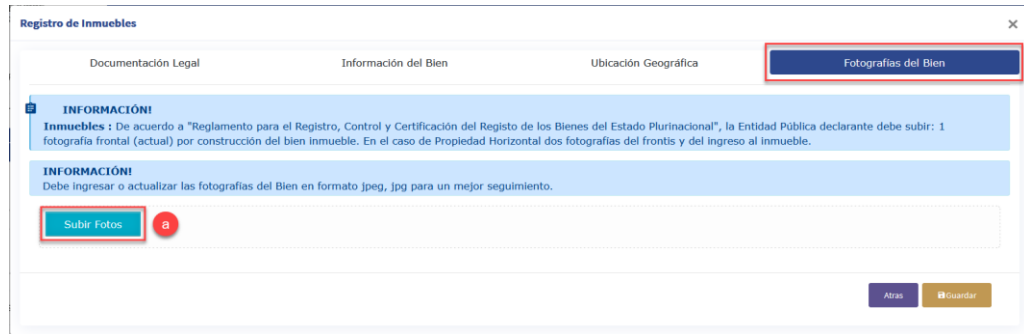 Registro de Inmuebles ×
Documentación Legal Información del Bien Ubicación Geográfica Fotografías del Bien
INFORMACIÓN!
Inmuebles : De acuerdo a "Reglamento para el Registro, Control y Certificación del Registo de los Bienes del Estado Plurinacional", la Entidad Pública declarante debe subir: 1
fotografía frontal (actual) por construcción del bien inmueble. En el caso de Propiedad Horizontal dos fotografías del frontis y del ingreso al inmueble.
INFORMACIÓN!
Debe ingresar o actualizar las fotografías del Bien en formato jpeg, jpg para un mejor seguimiento.
Subir Fotos a
Atras Guardar